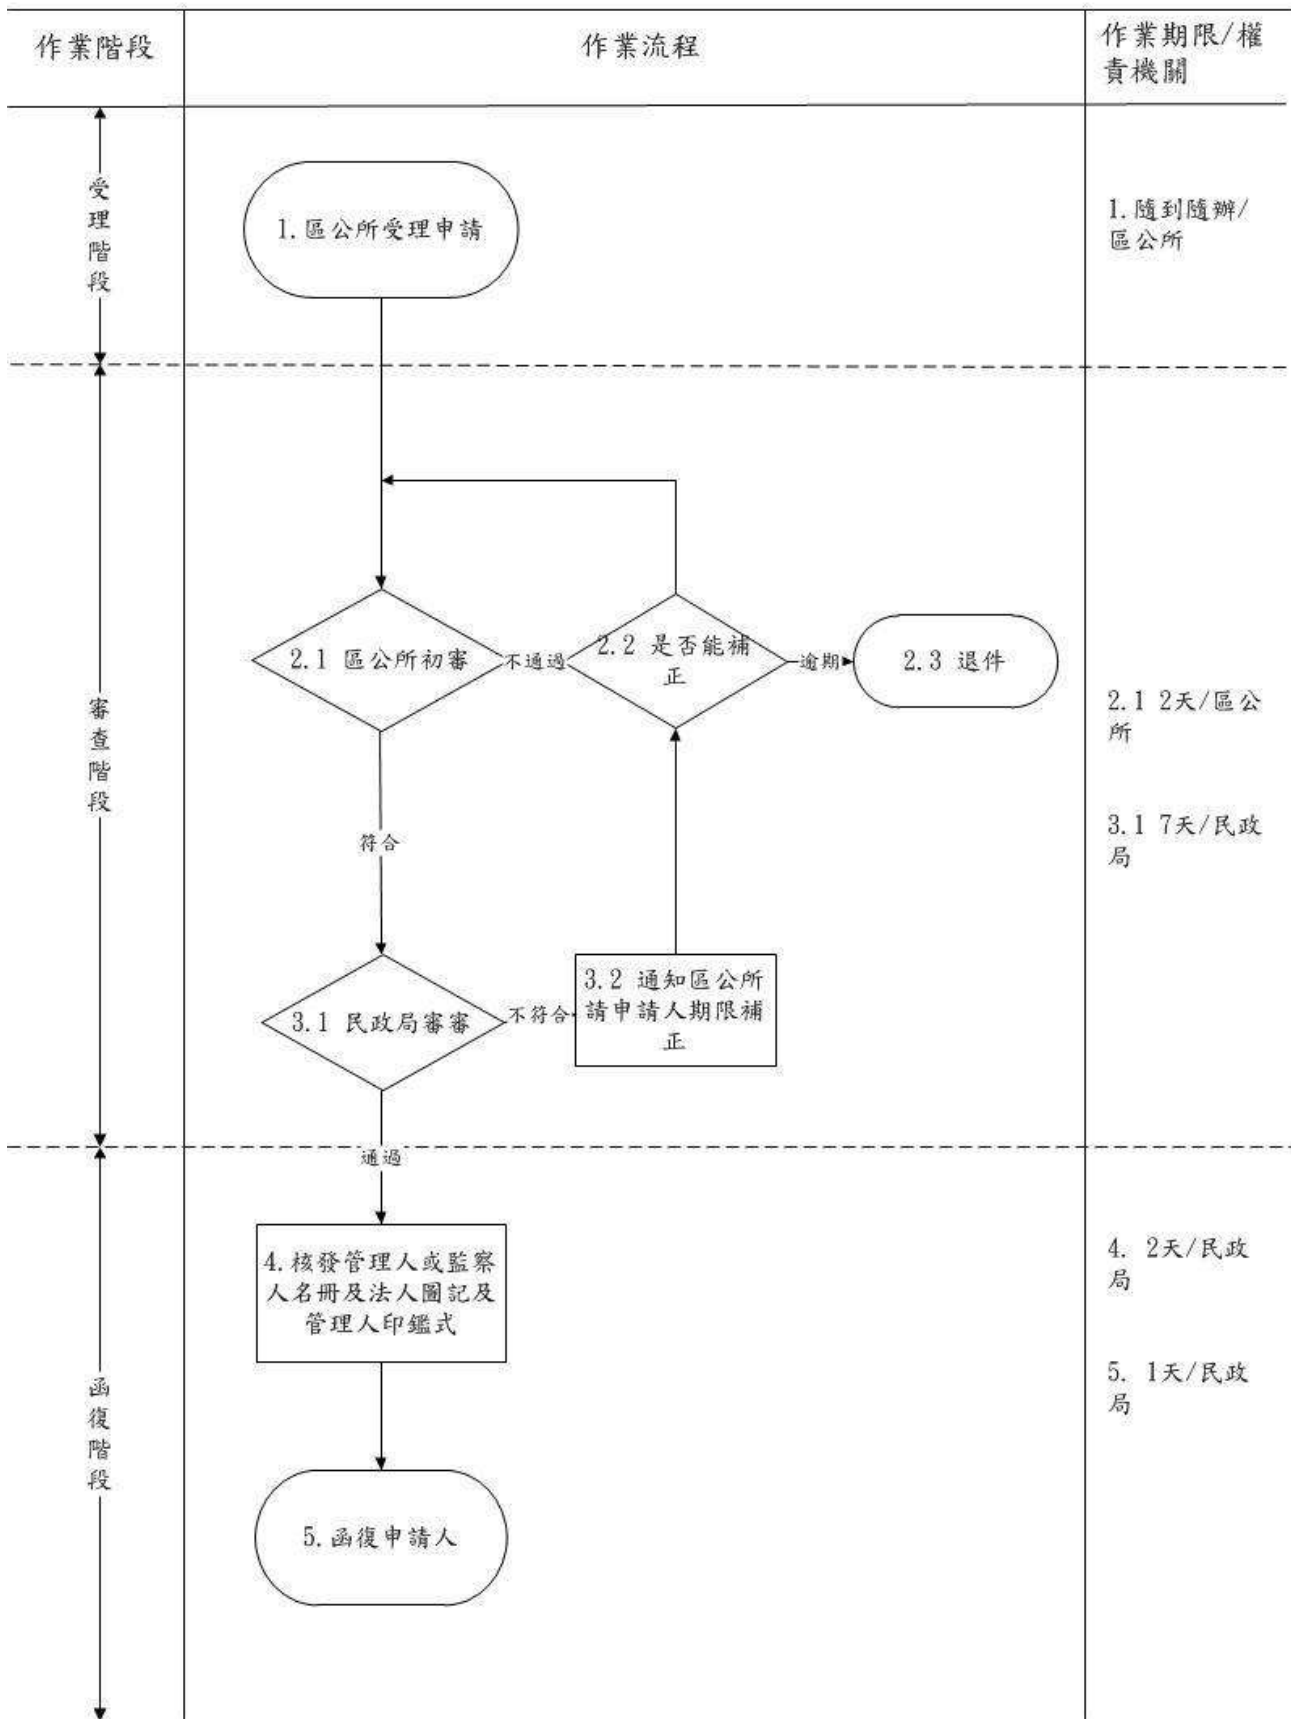 作業階段
作業流程
作業期限/權
責機關
受
理
階
段
1.區公所受理申請
1.隨到隨辦/
區公所
審
查
階
段
2.1 區公所初審
不通過
2.2 是否能補
正
逾期
2.3 退件
2.1 2天/區公
所
符合
3.1 7天/民政
局
3.1 民政局審審
不符合
3.2 通知區公所
請申請人期限補
正
通過
函
復
階
段
4.核發管理人或監察
人名冊及法人圖記及
管理人印鑑式
4. 2天/民政
局
5. 1天/民政
局
5.函復申請人